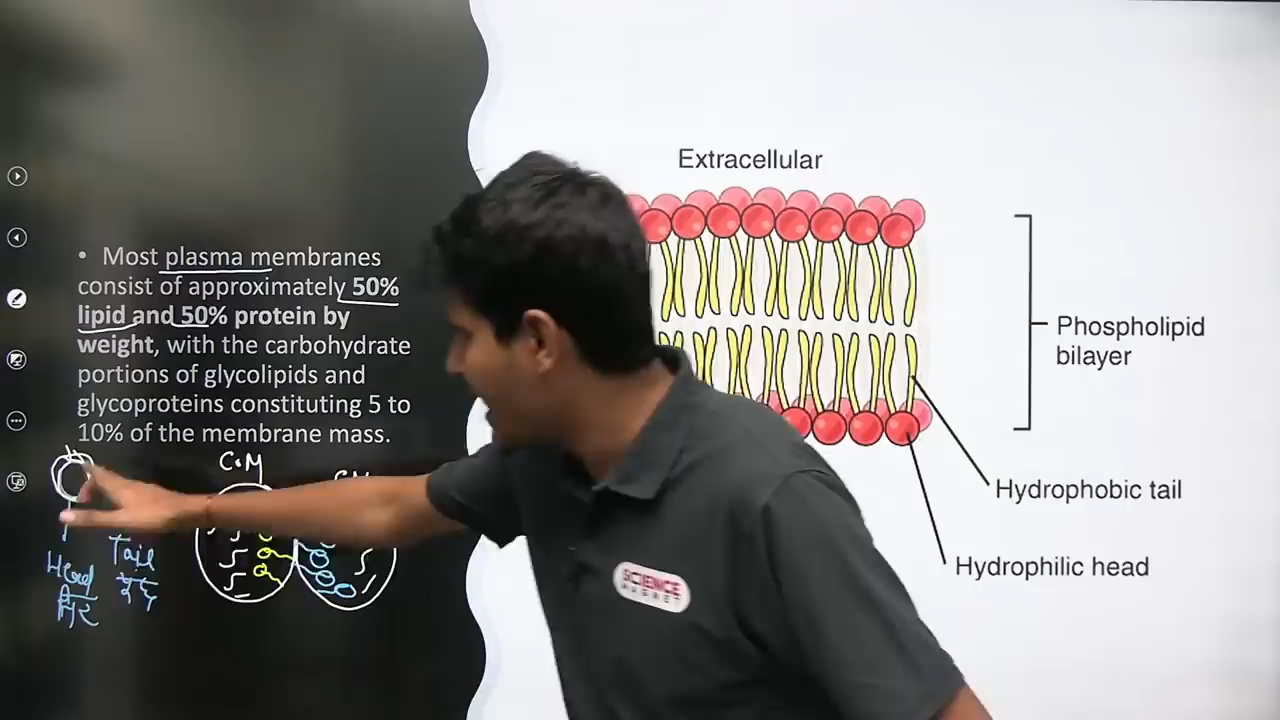 Extracellular
• Most plasma membranes
consist of approximately 50%
lipid and 50% protein by
weight, with the carbohydrate
portions of glycolipids and
glycoproteins constituting 5 to
10% of the membrane mass.
Phospholipid
bilayer
Hydrophobic tail
Hydrophilic head
C.M
Tail
Head
SCIENCE
MAGNET